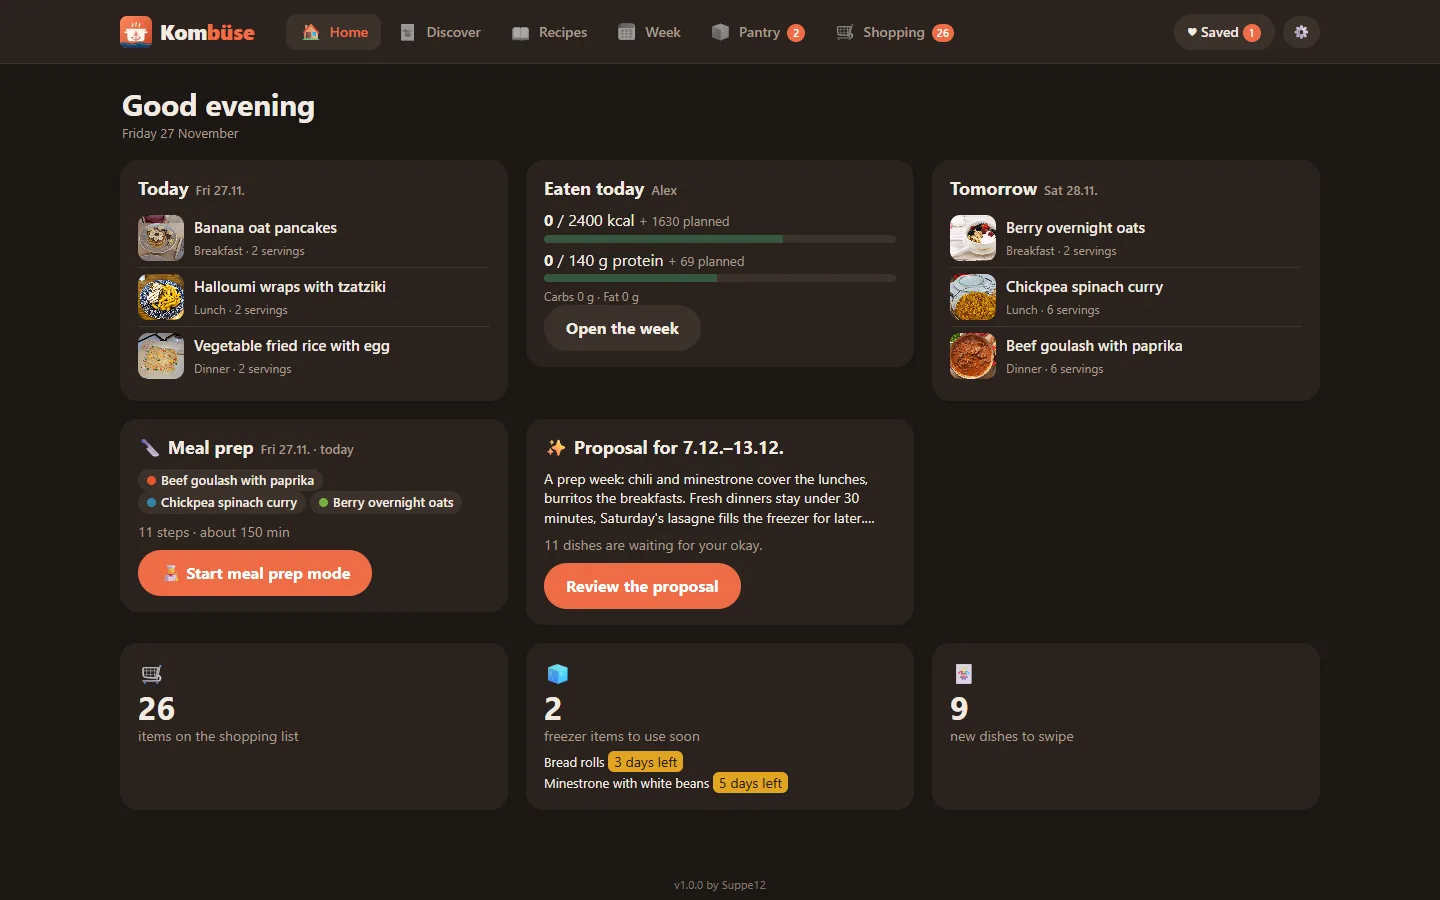 Kombüse
Home
Discover
Recipes
Week
Pantry 2
Shopping 26
♥ Saved 1
Good evening
Friday 27 November
Today Fri 27.11.
Banana oat pancakes
Breakfast · 2 servings
Halloumi wraps with tzatziki
Lunch · 2 servings
Vegetable fried rice with egg
Dinner · 2 servings
Eaten today Alex
0 / 2400 kcal + 1630 planned
0 / 140 g protein + 69 planned
Carbs 0 g · Fat 0 g
Open the week
Tomorrow Sat 28.11.
Berry overnight oats
Breakfast · 2 servings
Chickpea spinach curry
Lunch · 6 servings
Beef goulash with paprika
Dinner · 6 servings
Meal prep Fri 27.11. · today
Beef goulash with paprika
Chickpea spinach curry
Berry overnight oats
11 steps · about 150 min
Start meal prep mode
Proposal for 7.12.–13.12.
A prep week: chili and minestrone cover the lunches,
burritos the breakfasts. Fresh dinners stay under 30
minutes, Saturday's lasagne fills the freezer for later....
11 dishes are waiting for your okay.
Review the proposal
26
items on the shopping list
2
freezer items to use soon
Bread rolls 3 days left
Minestrone with white beans 5 days left
9
new dishes to swipe
v1.0.0 by Suppe12